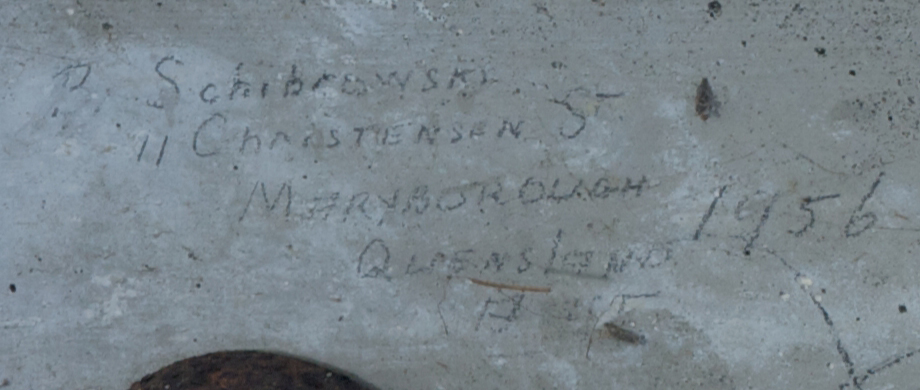 P. Schibrowski
11 Christensen St
Maryborough 1956
Queensland